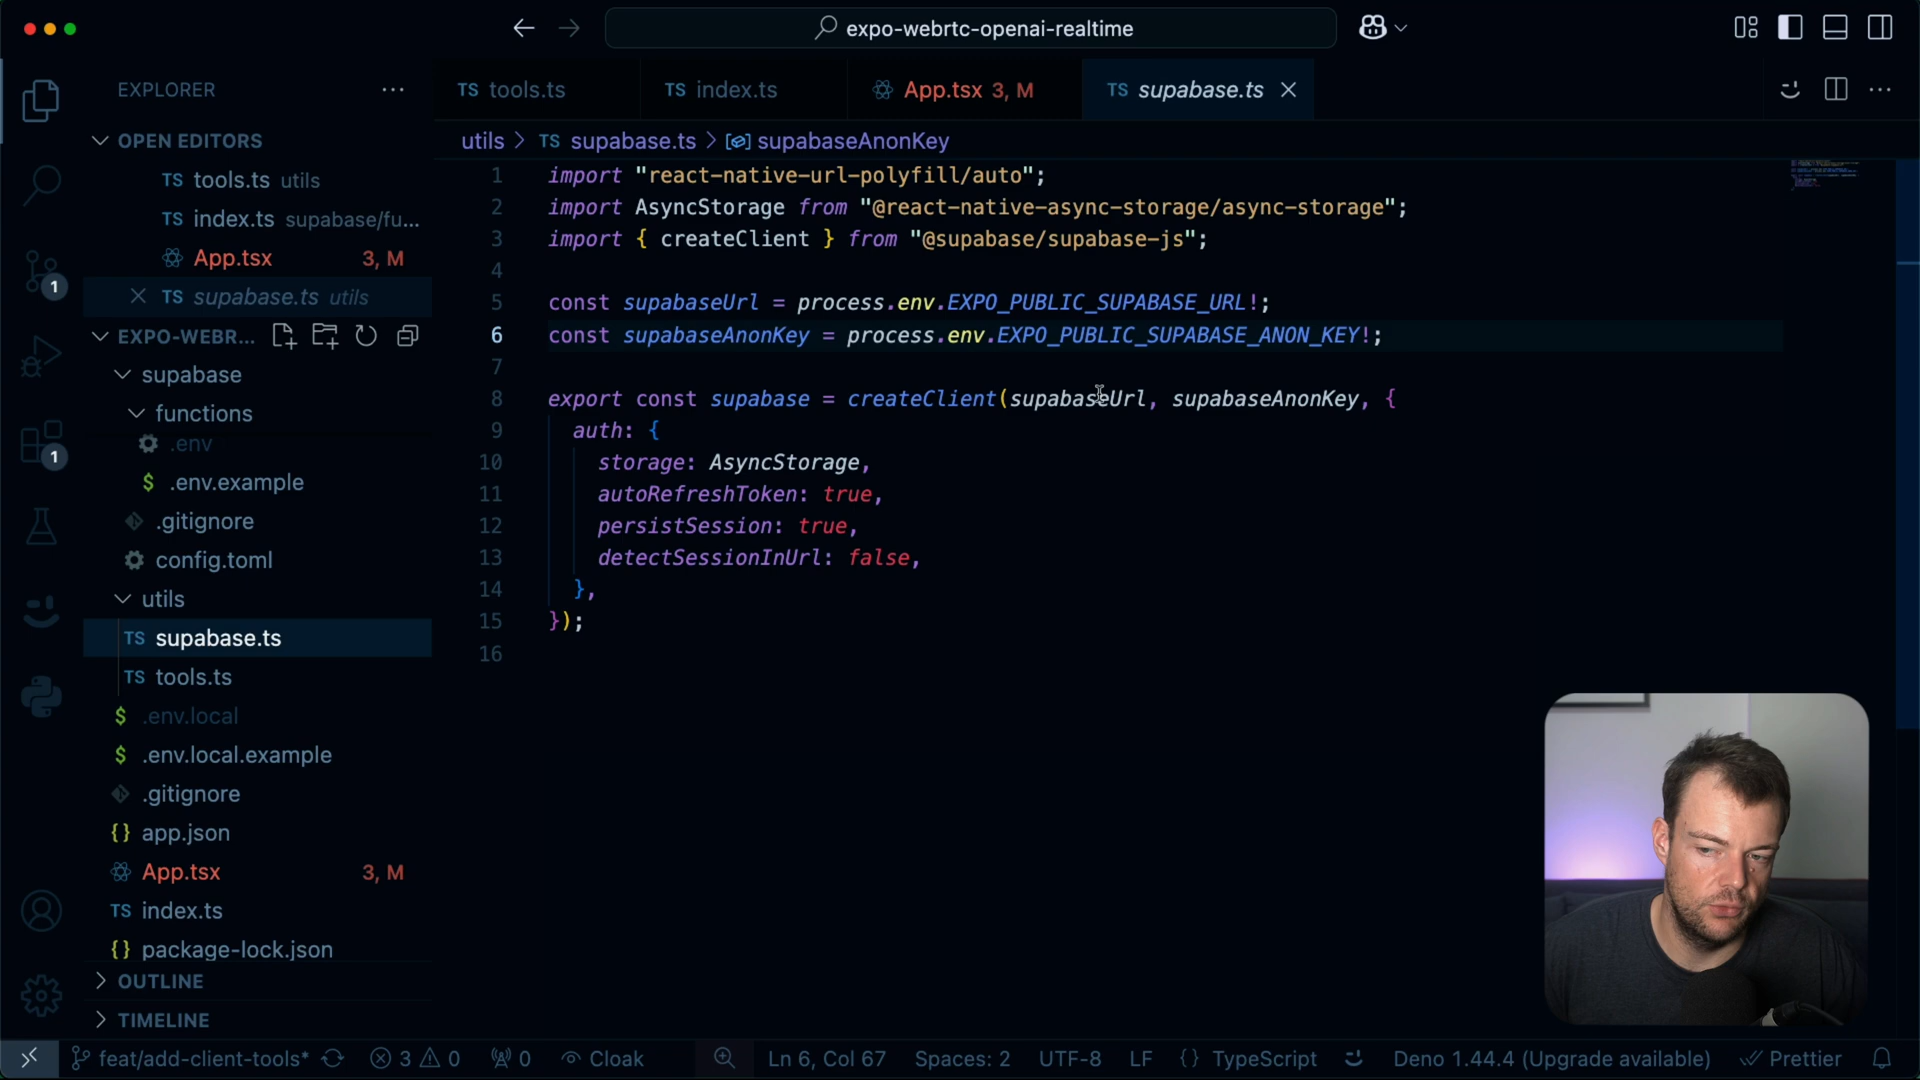 expo-webrtc-openai-realtime
EXPLORER
TS tools.ts
TS index.ts
App.tsx 3, M
TS supabase.ts
OPEN EDITORS
TS tools.ts utils
TS index.ts supabase/fu...
App.tsx 3, M
TS supabase.ts utils
EXPO-WEBR...
supabase
functions
.env
$ .env.example
.gitignore
config.toml
utils
TS supabase.ts
TS tools.ts
$ .env.local
$ .env.local.example
.gitignore
{} app.json
App.tsx 3, M
TS index.ts
{} package-lock.json
OUTLINE
TIMELINE
1
1
utils > TS supabase.ts > supabaseAnonKey
1 import "react-native-url-polyfill/auto";
2 import AsyncStorage from "@react-native-async-storage/async-storage";
3 import { createClient } from "@supabase/supabase-js";
4
5 const supabaseUrl = process.env.EXPO_PUBLIC_SUPABASE_URL!;
6 const supabaseAnonKey = process.env.EXPO_PUBLIC_SUPABASE_ANON_KEY!;
7
8 export const supabase = createClient(supabaseUrl, supabaseAnonKey, {
9 auth: {
10 storage: AsyncStorage,
11 autoRefreshToken: true,
12 persistSession: true,
13 detectSessionInUrl: false,
14 },
15 });
16
feat/add-client-tools* 3 0 0 Cloak Ln 6, Col 67 Spaces: 2 UTF-8 LF {} TypeScript Deno 1.44.4 (Upgrade available) Prettier